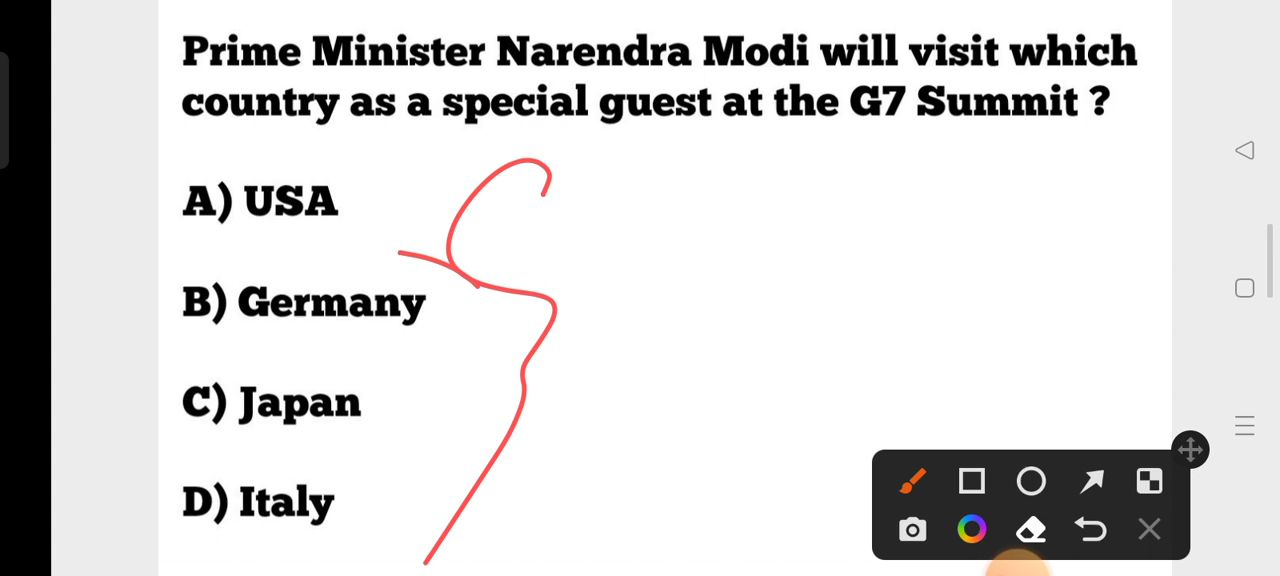 Prime Minister Narendra Modi will visit which
country as a special guest at the G7 Summit ?
A) USA
B) Germany
C) Japan
D) Italy